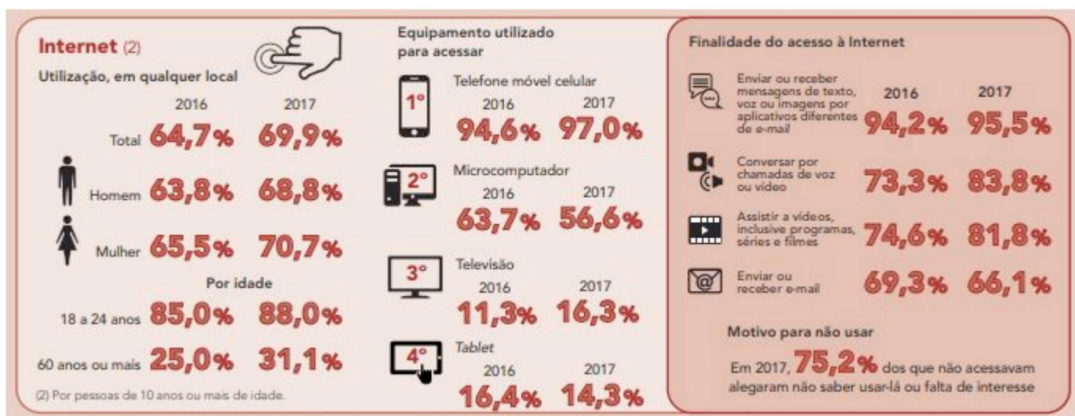 Internet (2)
Utilização, em qualquer local
2016 2017
Total 64,7% 69,9%
Homem 63,8% 68,8%
Mulher 65,5% 70,7%
Por idade
18 a 24 anos 85,0% 88,0%
60 anos ou mais 25,0% 31,1%
(2) Por pessoas de 10 anos ou mais de idade.
Equipamento utilizado
para acessar
1º
Telefone móvel celular
2016 2017
94,6% 97,0%
2º
Microcomputador
2016 2017
63,7% 56,6%
3º
Televisão
2016 2017
11,3% 16,3%
4º
Tablet
2016 2017
16,4% 14,3%
Finalidade do acesso à Internet
2016 2017
Enviar ou receber
mensagens de texto,
voz ou imagens por
aplicativos diferentes
de e-mail
94,2% 95,5%
Conversar por
chamadas de voz
ou vídeo
73,3% 83,8%
Assistir a vídeos,
inclusive programas,
séries e filmes
74,6% 81,8%
Enviar ou
receber e-mail
69,3% 66,1%
Motivo para não usar
Em 2017, 75,2% dos que não acessavam
alegaram não saber usar-lá ou falta de interesse